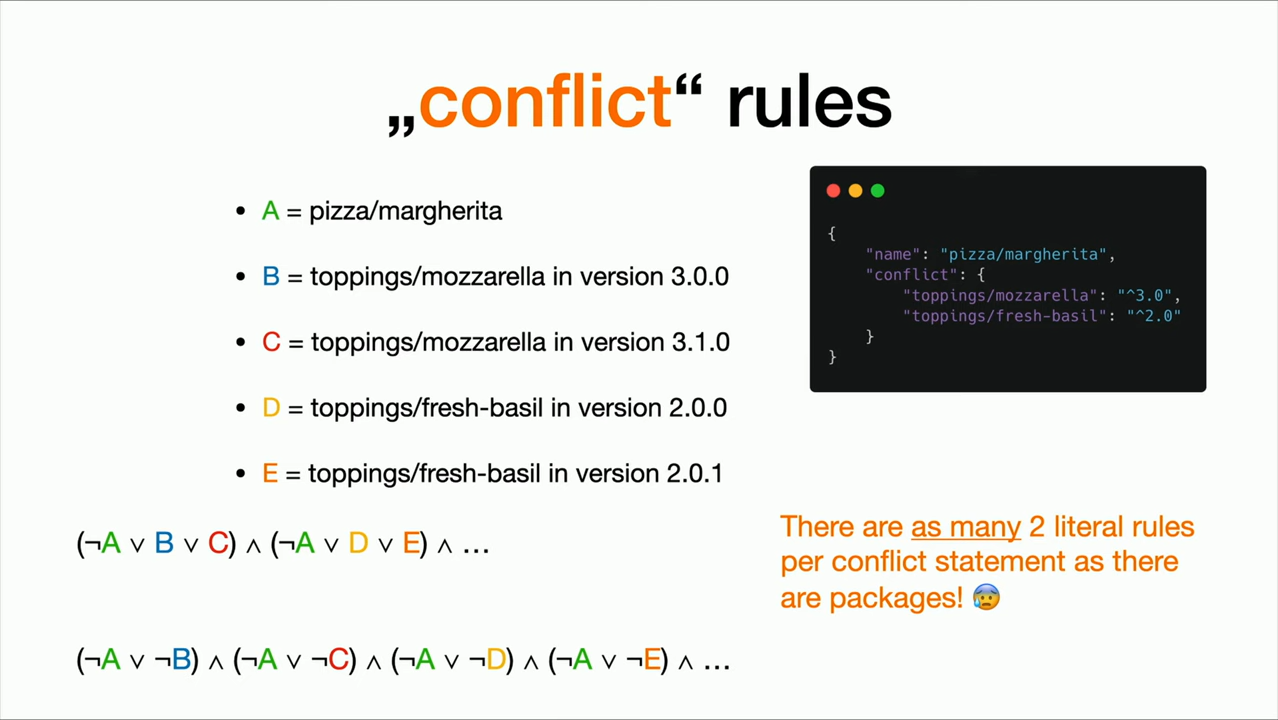 „conflict“ rules
• A = pizza/margherita
• B = toppings/mozzarella in version 3.0.0
• C = toppings/mozzarella in version 3.1.0
• D = toppings/fresh-basil in version 2.0.0
• E = toppings/fresh-basil in version 2.0.1
{
"name": "pizza/margherita",
"conflict": {
"toppings/mozzarella": "^3.0",
"toppings/fresh-basil": "^2.0"
}
}
(¬A ∨ B ∨ C) ∧ (¬A ∨ D ∨ E) ∧ …
There are as many 2 literal rules
per conflict statement as there
are packages! 😰
(¬A ∨ ¬B) ∧ (¬A ∨ ¬C) ∧ (¬A ∨ ¬D) ∧ (¬A ∨ ¬E) ∧ …